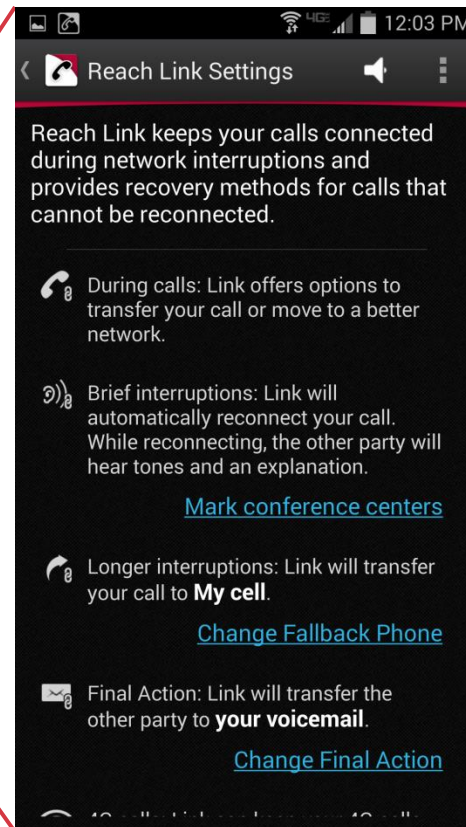 4GE 12:03 PM
Reach Link Settings
Reach Link keeps your calls connected
during network interruptions and
provides recovery methods for calls that
cannot be reconnected.
During calls: Link offers options to
transfer your call or move to a better
network.
Brief interruptions: Link will
automatically reconnect your call.
While reconnecting, the other party will
hear tones and an explanation.
Mark conference centers
Longer interruptions: Link will transfer
your call to My cell.
Change Fallback Phone
Final Action: Link will transfer the
other party to your voicemail.
Change Final Action